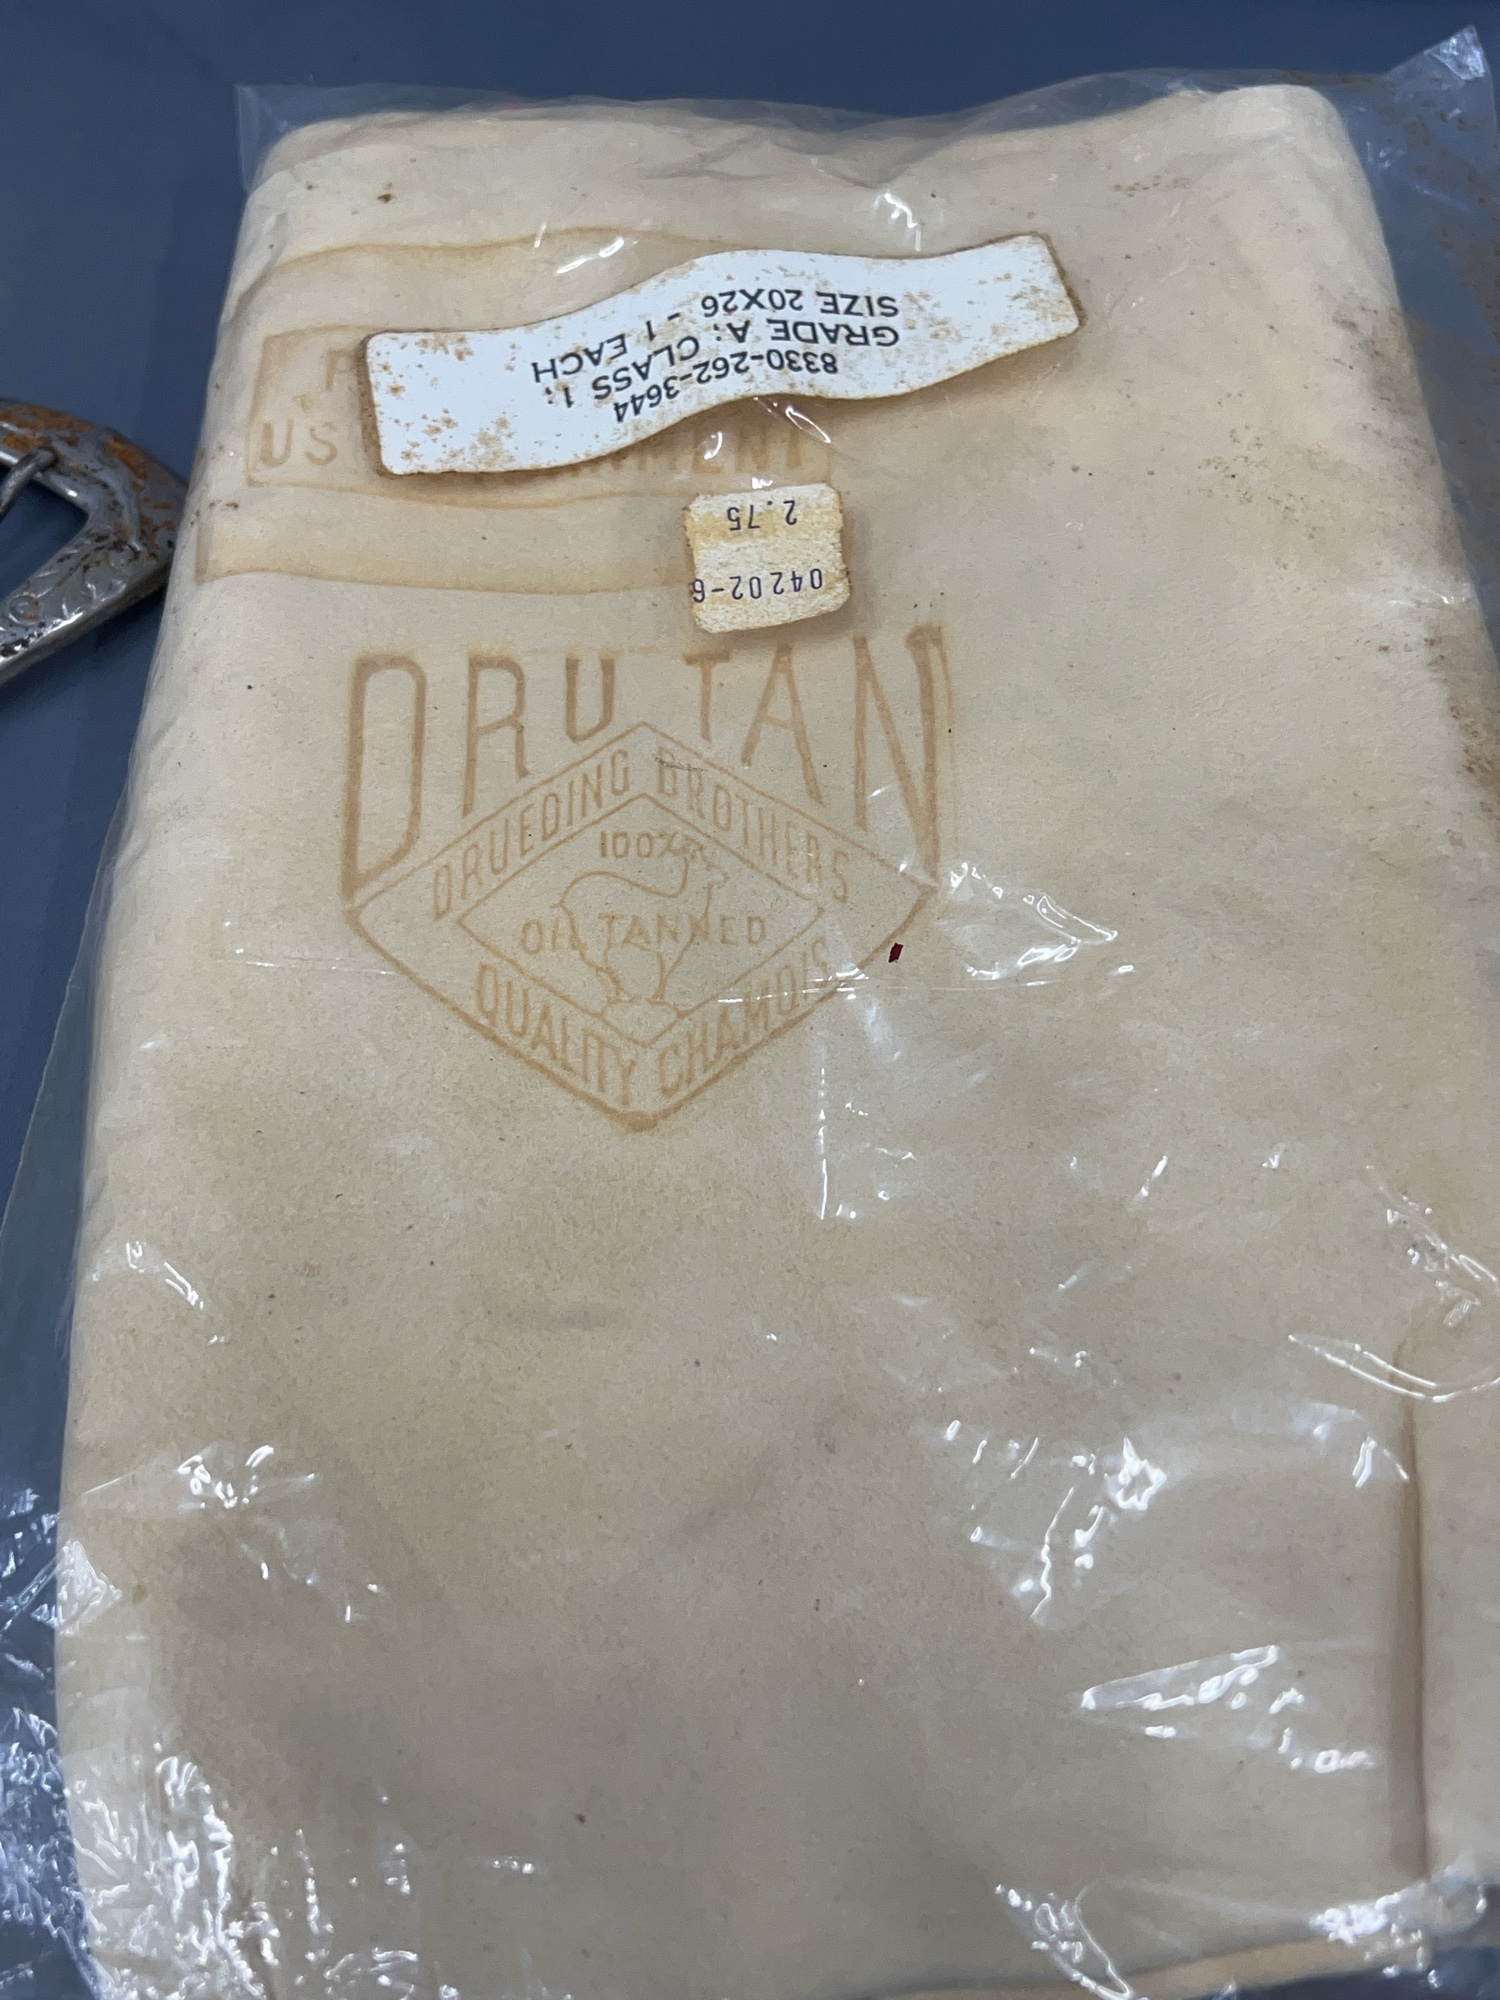 8330-262-3644
GRADE A: CLASS 1;
SIZE 20X26 - 1 EACH
US
04202-6
2.75
DRU TAN
DRUEDING BROTHERS
100%
OIL TANNED
QUALITY CHAMOIS